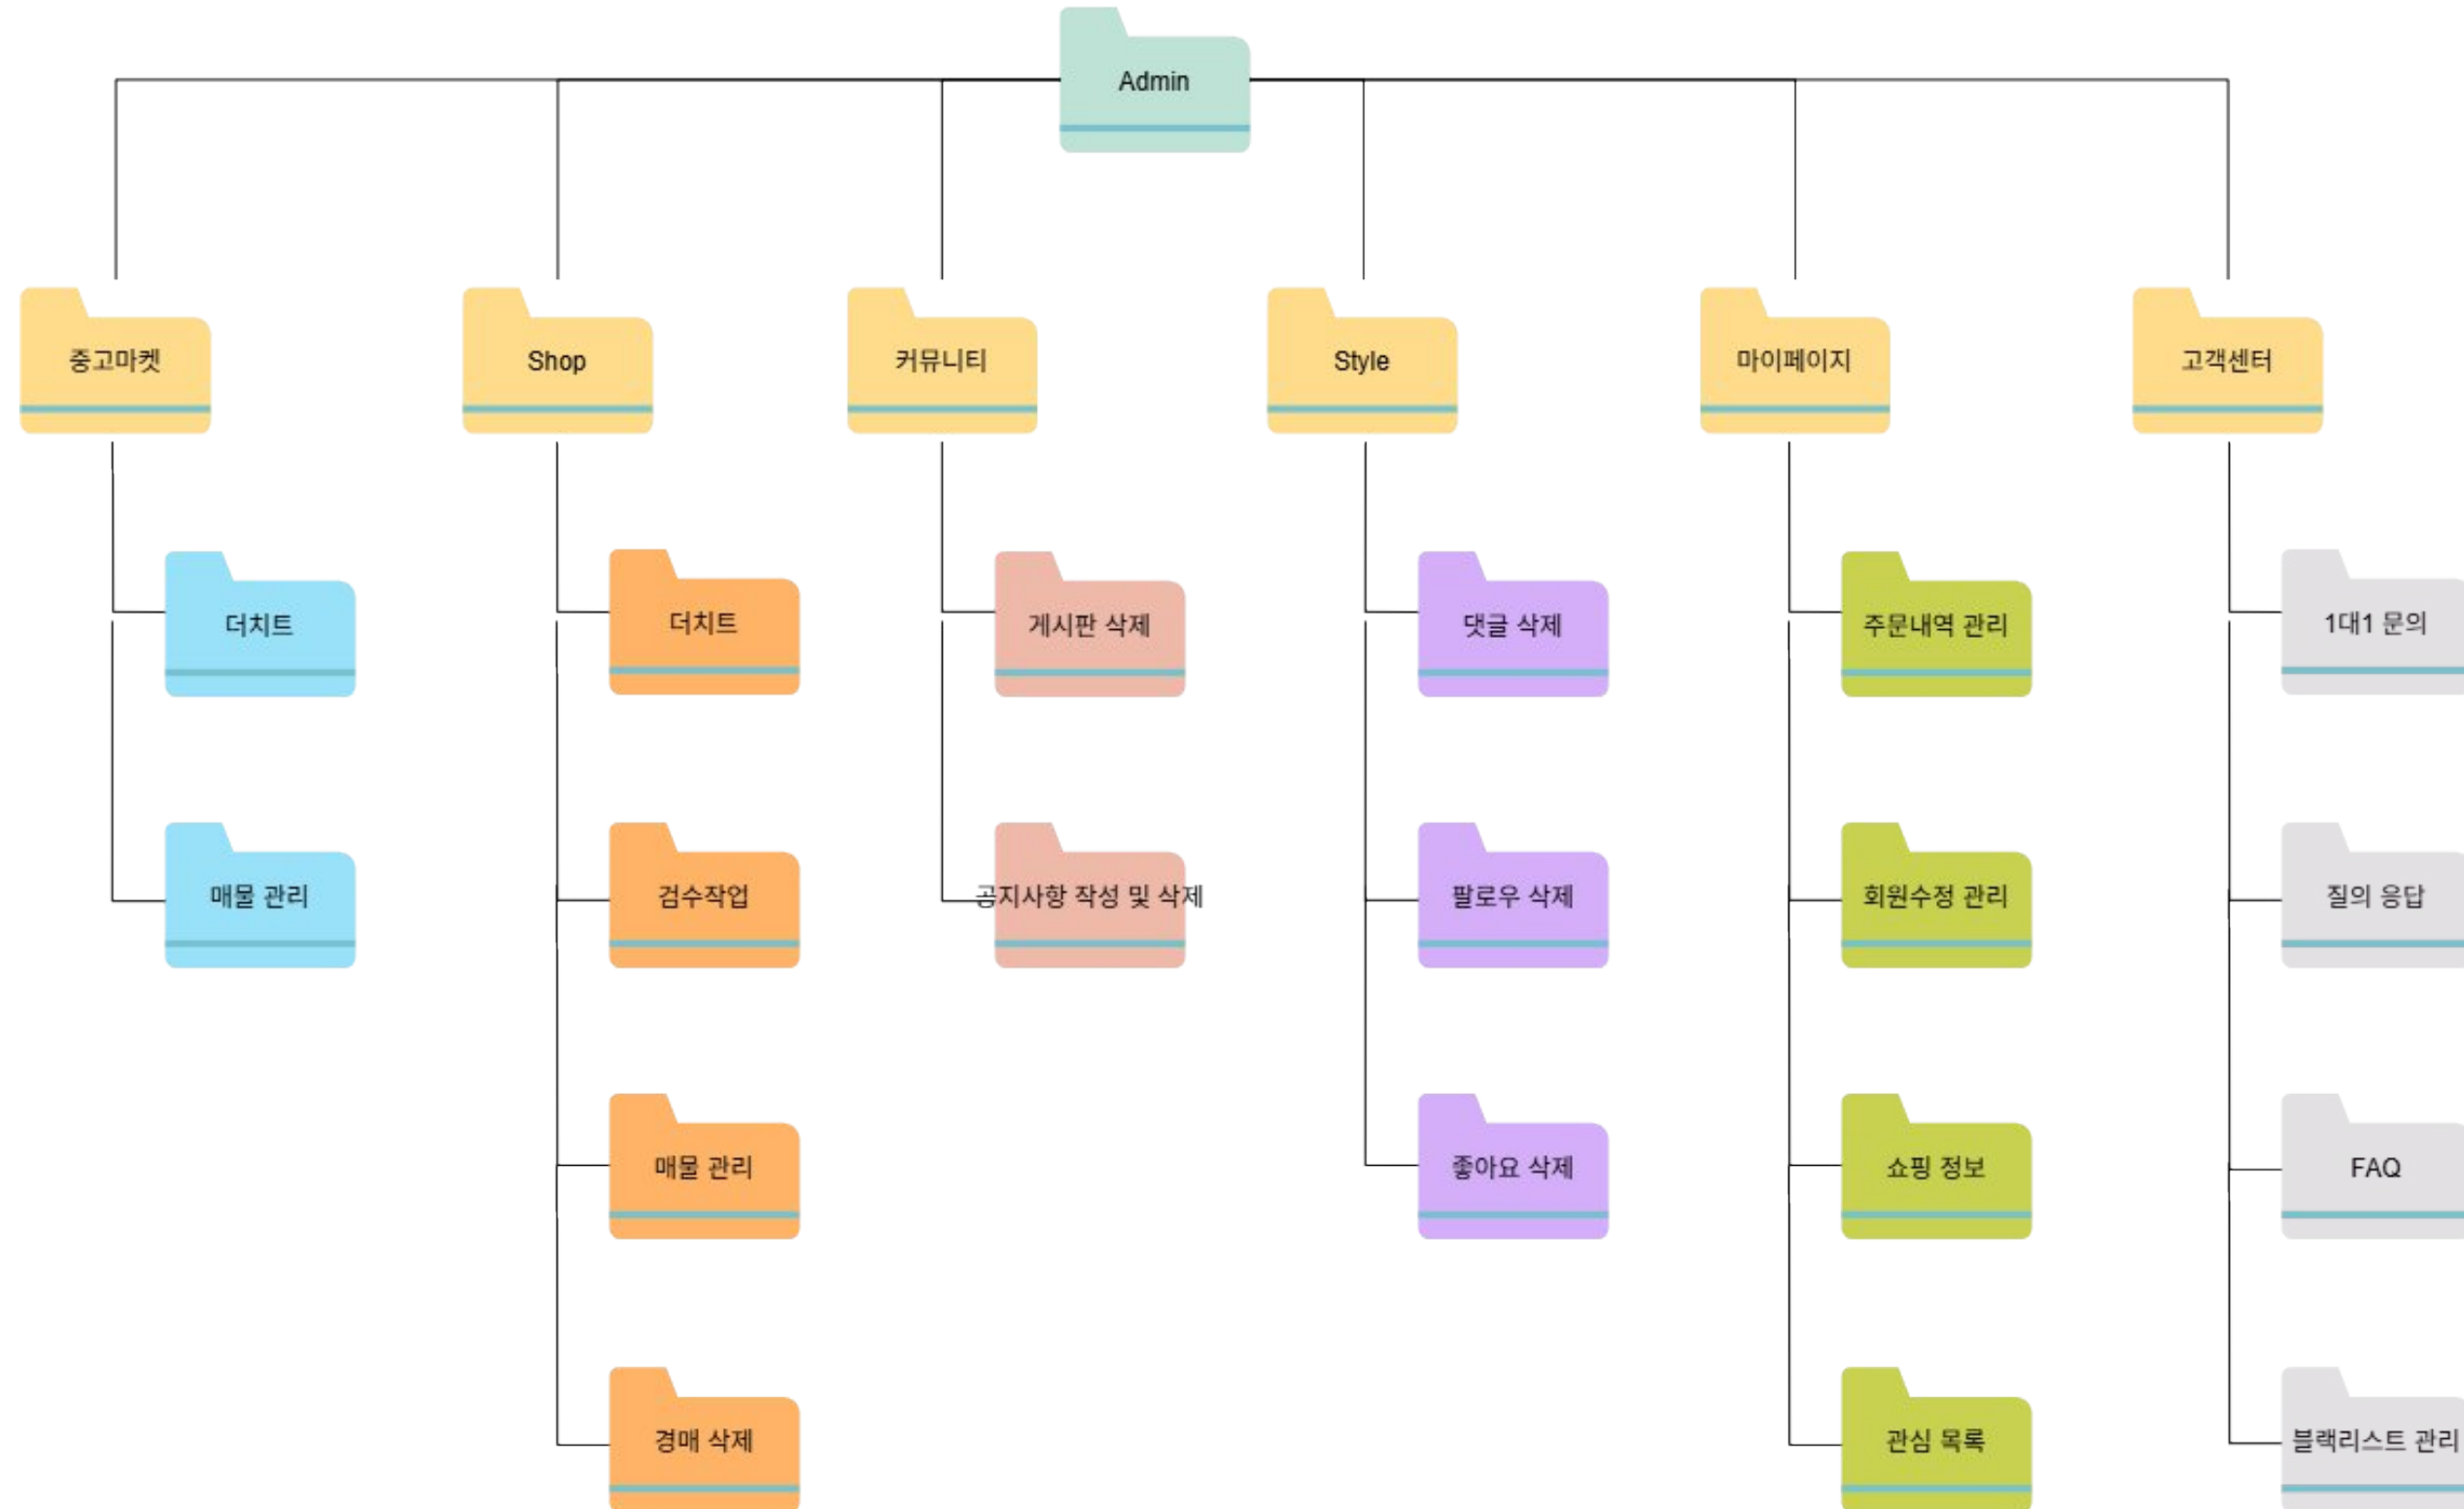 Admin
중고마켓
Shop
커뮤니티
Style
마이페이지
고객센터
더치트
더치트
게시판 삭제
댓글 삭제
주문내역 관리
1대1 문의
매물 관리
검수작업
공지사항 작성 및 삭제
팔로우 삭제
회원수정 관리
질의 응답
매물 관리
좋아요 삭제
쇼핑 정보
FAQ
경매 삭제
관심 목록
블랙리스트 관리